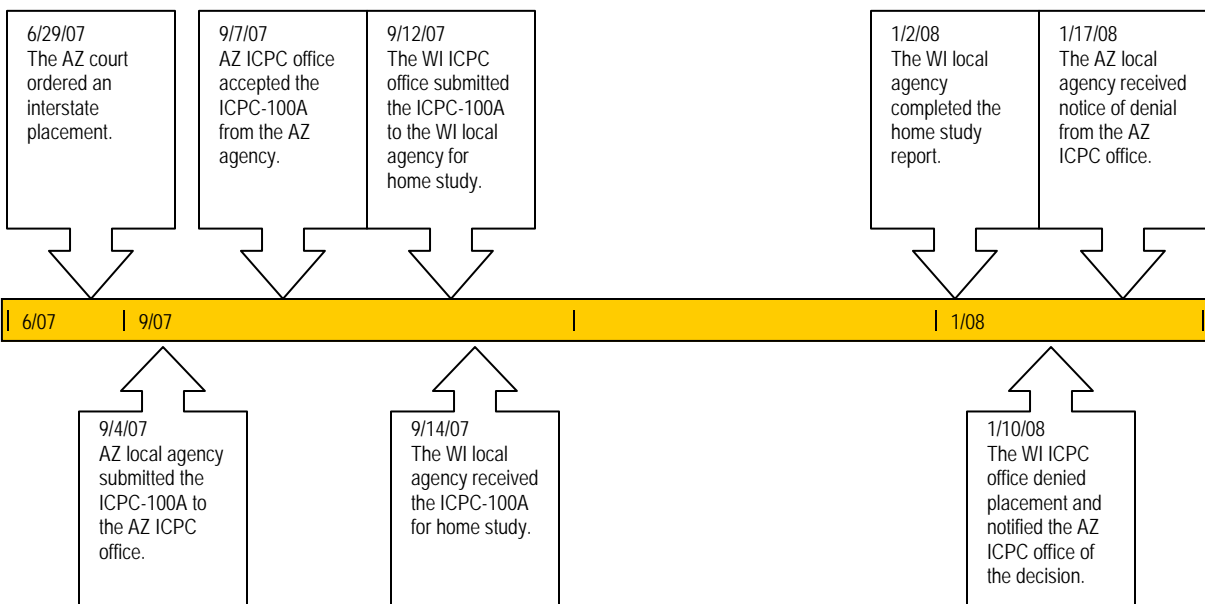 6/29/07
The AZ court
ordered an
interstate
placement.
9/7/07
AZ ICPC office
accepted the
ICPC-100A
from the AZ
agency.
9/12/07
The WI ICPC
office submitted
the ICPC-100A
to the WI local
agency for
home study.
1/2/08
The WI local
agency
completed the
home study
report.
1/17/08
The AZ local
agency received
notice of denial
from the AZ
ICPC office.
6/07
9/07
1/08
9/4/07
AZ local agency
submitted the
ICPC-100A to
the AZ ICPC
office.
9/14/07
The WI local
agency received
the ICPC-100A
for home study.
1/10/08
The WI ICPC
office denied
placement and
notified the AZ
ICPC office of
the decision.